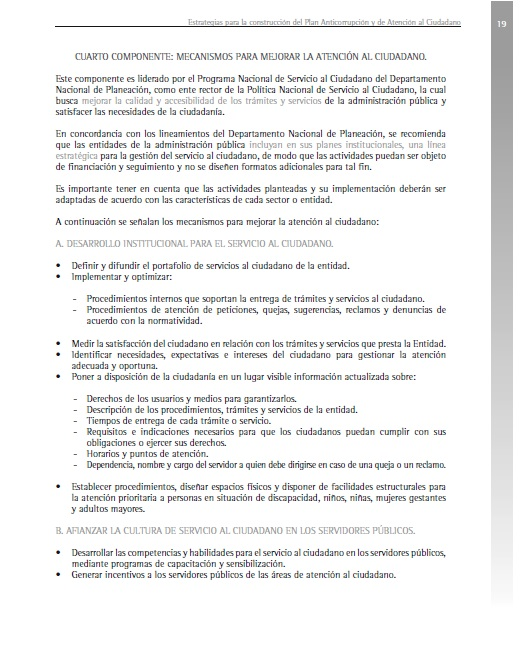 Estrategias para la construcción del Plan Anticorrupción y de Atención al Ciudadano
19
CUARTO COMPONENTE: MECANISMOS PARA MEJORAR LA ATENCIÓN AL CIUDADANO.
Este componente es liderado por el Programa Nacional de Servicio al Ciudadano del Departamento
Nacional de Planeación, como ente rector de la Política Nacional de Servicio al Ciudadano, la cual
busca mejorar la calidad y accesibilidad de los trámites y servicios de la administración pública y
satisfacer las necesidades de la ciudadanía.
En concordancia con los lineamientos del Departamento Nacional de Planeación, se recomienda
que las entidades de la administración pública incluyan en sus planes institucionales, una línea
estratégica para la gestión del servicio al ciudadano, de modo que las actividades puedan ser objeto
de financiación y seguimiento y no se diseñen formatos adicionales para tal fin.
Es importante tener en cuenta que las actividades planteadas y su implementación deberán ser
adaptadas de acuerdo con las características de cada sector o entidad.
A continuación se señalan los mecanismos para mejorar la atención al ciudadano:
A. DESARROLLO INSTITUCIONAL PARA EL SERVICIO AL CIUDADANO.
• Definir y difundir el portafolio de servicios al ciudadano de la entidad.
• Implementar y optimizar:
- Procedimientos internos que soportan la entrega de trámites y servicios al ciudadano.
- Procedimientos de atención de peticiones, quejas, sugerencias, reclamos y denuncias de
acuerdo con la normatividad.
• Medir la satisfacción del ciudadano en relación con los trámites y servicios que presta la Entidad.
• Identificar necesidades, expectativas e intereses del ciudadano para gestionar la atención
adecuada y oportuna.
• Poner a disposición de la ciudadanía en un lugar visible información actualizada sobre:
- Derechos de los usuarios y medios para garantizarlos.
- Descripción de los procedimientos, trámites y servicios de la entidad.
- Tiempos de entrega de cada trámite o servicio.
- Requisitos e indicaciones necesarios para que los ciudadanos puedan cumplir con sus
obligaciones o ejercer sus derechos.
- Horarios y puntos de atención.
- Dependencia, nombre y cargo del servidor a quien debe dirigirse en caso de una queja o un reclamo.
• Establecer procedimientos, diseñar espacios físicos y disponer de facilidades estructurales para
la atención prioritaria a personas en situación de discapacidad, niños, niñas, mujeres gestantes
y adultos mayores.
B. AFIANZAR LA CULTURA DE SERVICIO AL CIUDADANO EN LOS SERVIDORES PÚBLICOS.
• Desarrollar las competencias y habilidades para el servicio al ciudadano en los servidores públicos,
mediante programas de capacitación y sensibilización.
• Generar incentivos a los servidores públicos de las áreas de atención al ciudadano.